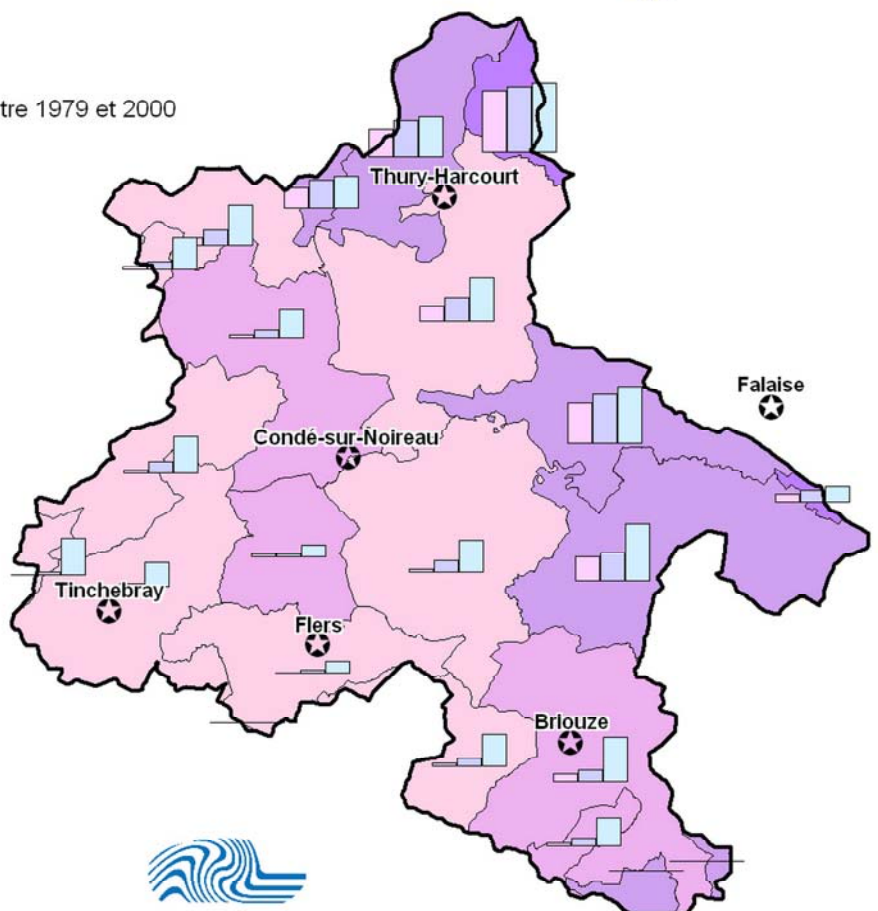 tre 1979 et 2000
Thury-Harcourt
Falaise
Condé-sur-Noireau
Tinchebray
Flers
Briouze